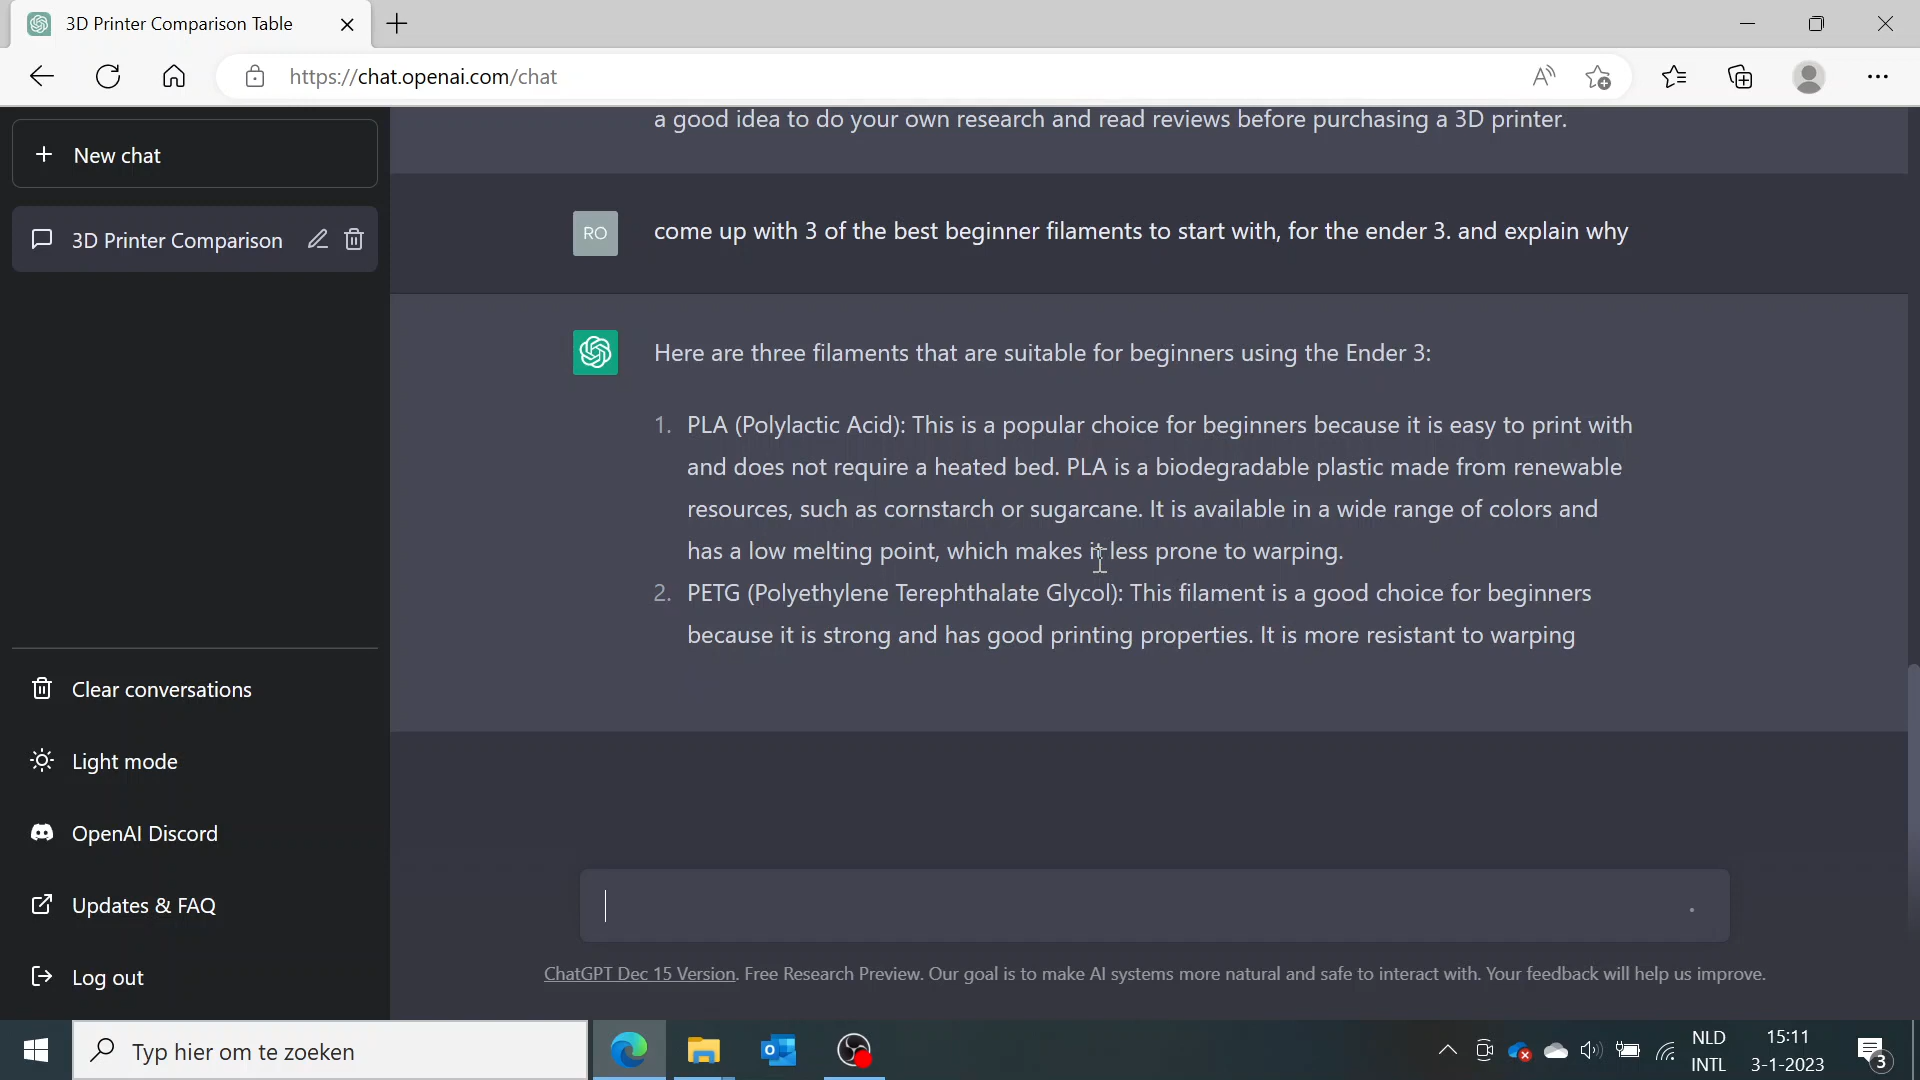 3D Printer Comparison Table
https://chat.openai.com/chat
New chat
3D Printer Comparison
Clear conversations
Light mode
OpenAI Discord
Updates & FAQ
Log out
a good idea to do your own research and read reviews before purchasing a 3D printer.
RO
come up with 3 of the best beginner filaments to start with, for the ender 3. and explain why
Here are three filaments that are suitable for beginners using the Ender 3:
1. PLA (Polylactic Acid): This is a popular choice for beginners because it is easy to print with
and does not require a heated bed. PLA is a biodegradable plastic made from renewable
resources, such as cornstarch or sugarcane. It is available in a wide range of colors and
has a low melting point, which makes it less prone to warping.
2. PETG (Polyethylene Terephthalate Glycol): This filament is a good choice for beginners
because it is strong and has good printing properties. It is more resistant to warping
ChatGPT Dec 15 Version. Free Research Preview. Our goal is to make AI systems more natural and safe to interact with. Your feedback will help us improve.
Typ hier om te zoeken
NLD
INTL
15:11
3-1-2023
3